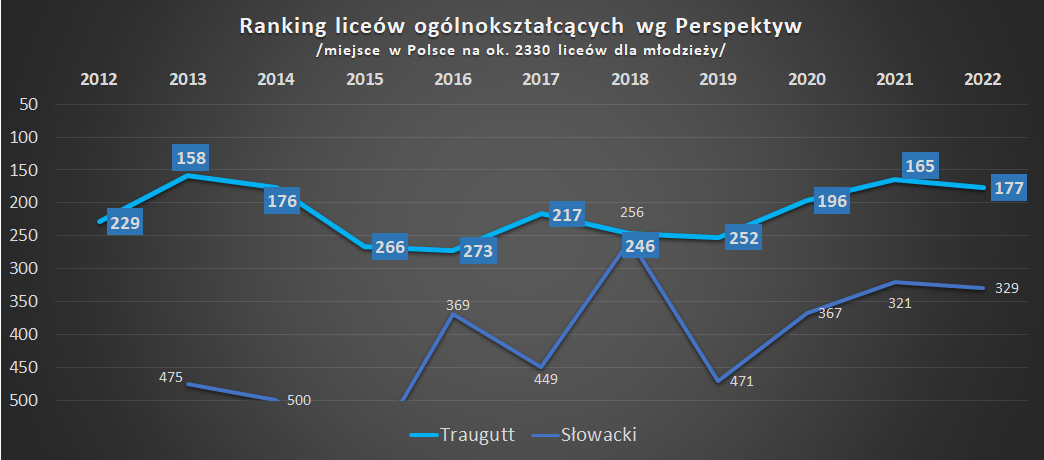 Ranking liceów ogólnokształcących wg Perspektyw
/miejsce w Polsce na ok. 2330 liceów dla młodzieży/
2012 2013 2014 2015 2016 2017 2018 2019 2020 2021 2022
50
100
150
200
250
300
350
400
450
500
229 158 176 266 273 217 246 252 196 165 177
475 500 369 449 256 471 367 321 329
Traugutt Słowacki